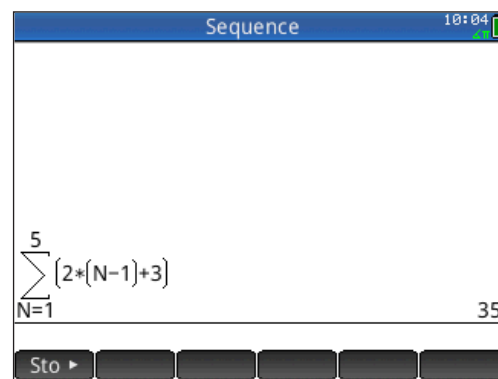 Sequence 10:04
∡π
5
∑(2*(N−1)+3)
N=1 35
Sto ▸